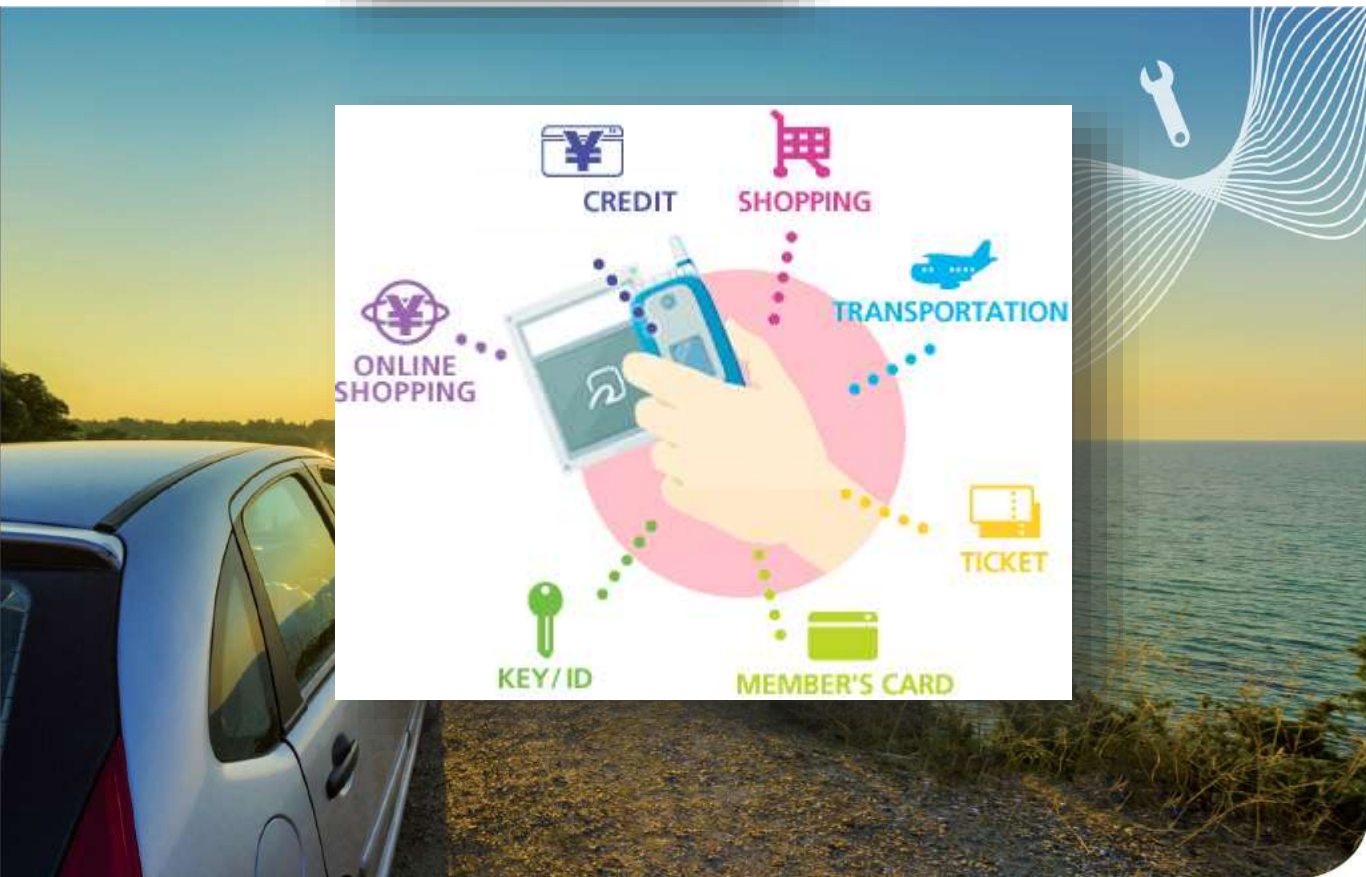 CREDIT
SHOPPING
TRANSPORTATION
ONLINE
SHOPPING
TICKET
KEY/ID
MEMBER'S CARD